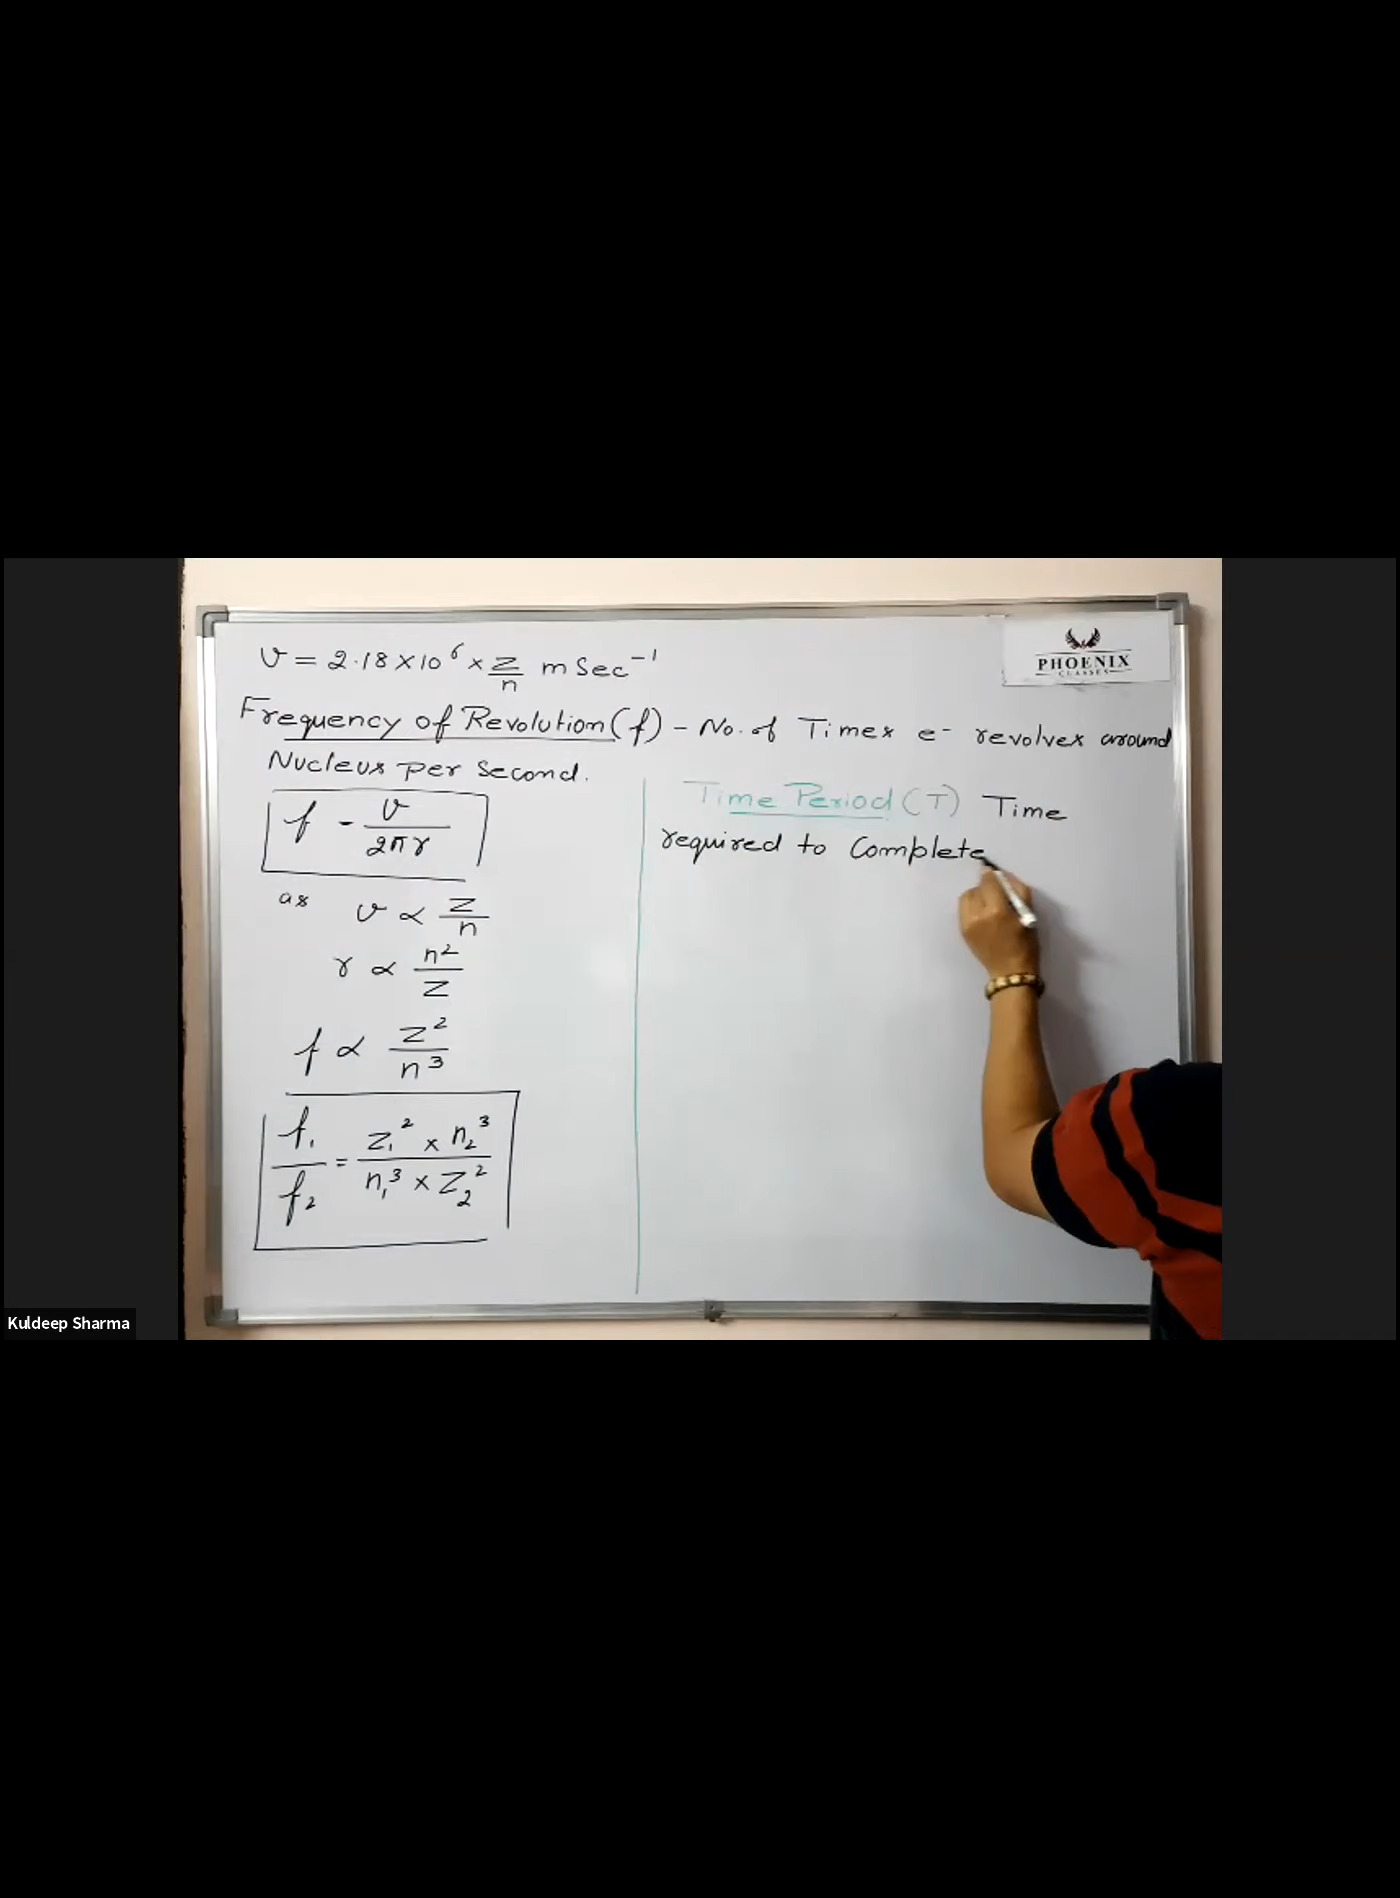 PHOENIX
CLASSES
v = 2.18 × 10⁶ × Z/n m Sec⁻¹
Frequency of Revolution (f) - No. of Times e- revolves around
Nucleus per second.
f - v/2πr
as v ∝ Z/n
r ∝ n²/Z
f ∝ Z²/n³
f₁/f₂ = Z₁² × n₂³/n₁³ × Z₂²
Time Period (T) Time
required to Complete
Kuldeep Sharma